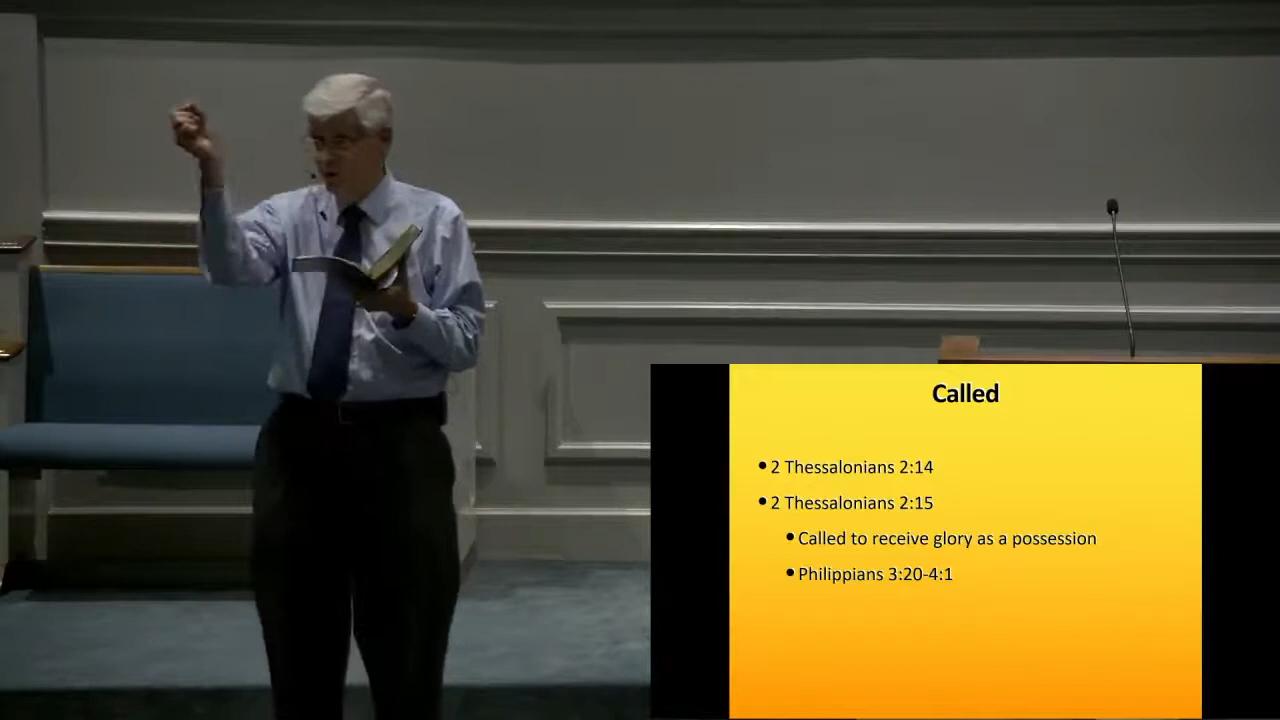 Called
• 2 Thessalonians 2:14
• 2 Thessalonians 2:15
• Called to receive glory as a possession
• Philippians 3:20-4:1